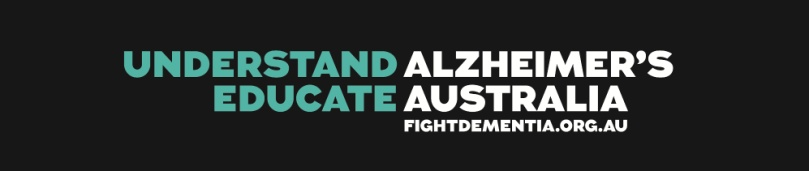 UNDERSTAND ALZHEIMER'S
EDUCATE AUSTRALIA
FIGHTDEMENTIA.ORG.AU